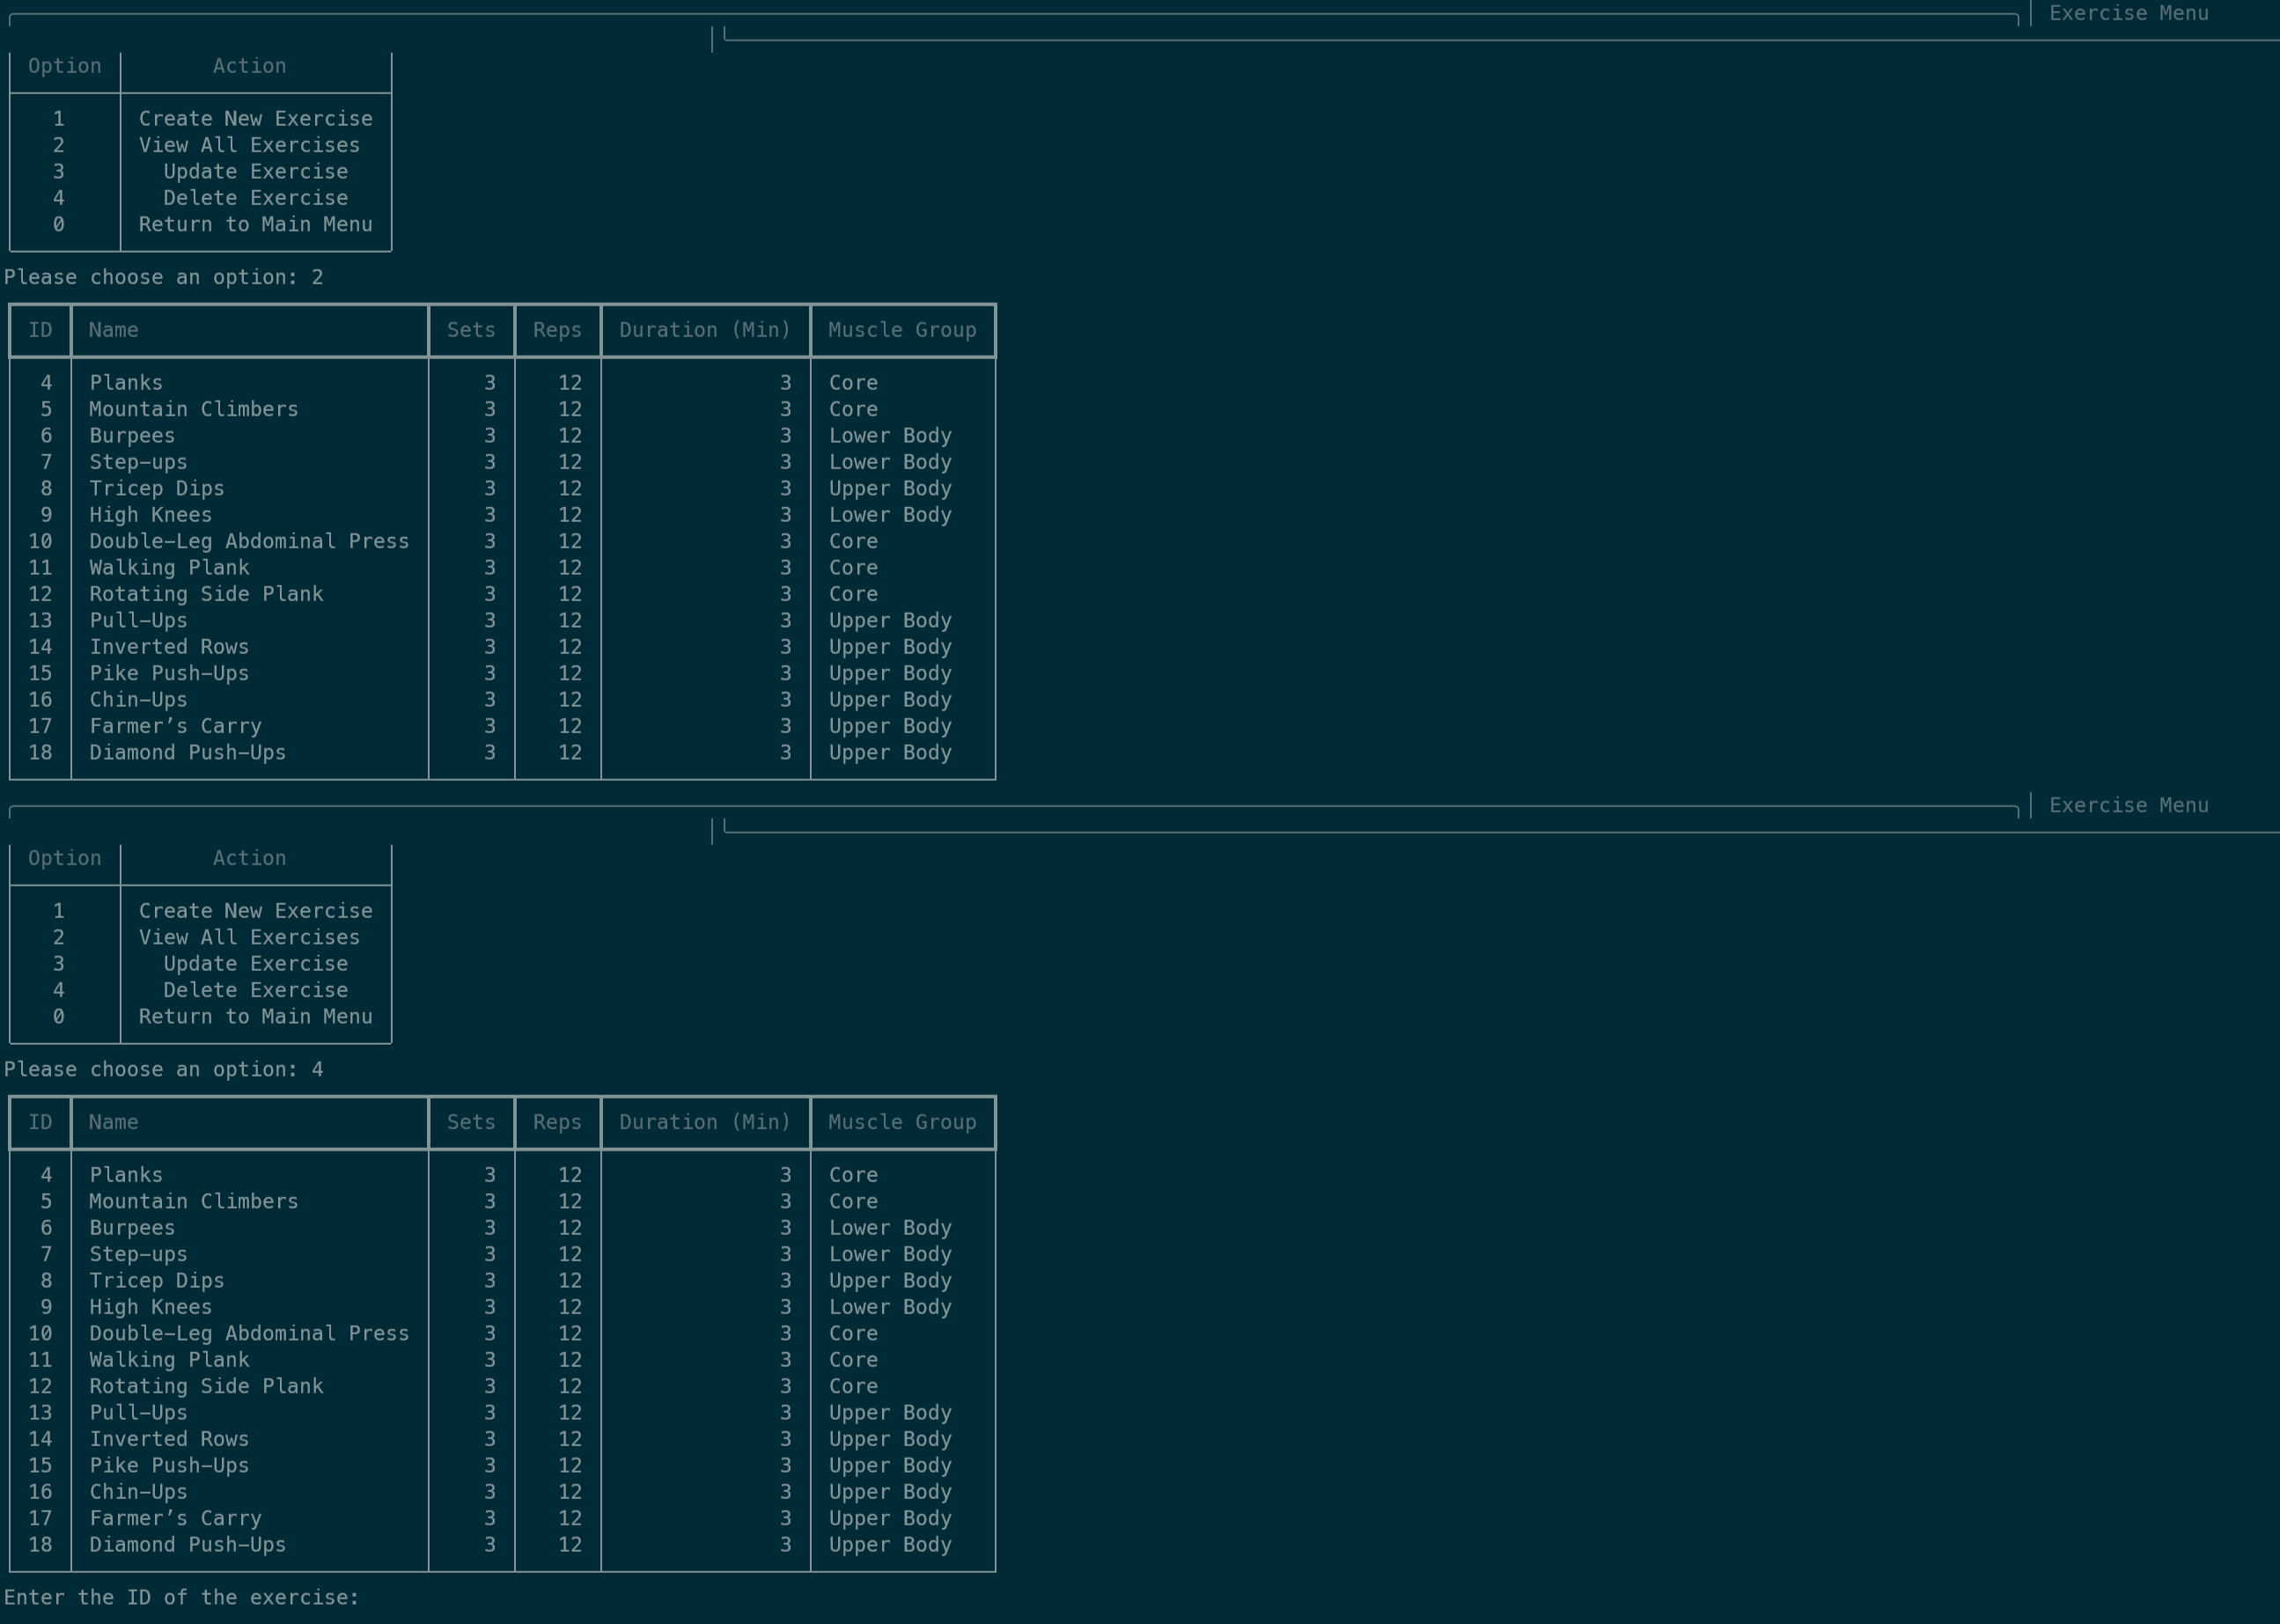 Exercise Menu
Option Action
1 Create New Exercise
2 View All Exercises
3 Update Exercise
4 Delete Exercise
0 Return to Main Menu
Please choose an option: 2
ID Name Sets Reps Duration (Min) Muscle Group
4 Planks 3 12 3 Core
5 Mountain Climbers 3 12 3 Core
6 Burpees 3 12 3 Lower Body
7 Step-ups 3 12 3 Lower Body
8 Tricep Dips 3 12 3 Upper Body
9 High Knees 3 12 3 Lower Body
10 Double-Leg Abdominal Press 3 12 3 Core
11 Walking Plank 3 12 3 Core
12 Rotating Side Plank 3 12 3 Core
13 Pull-Ups 3 12 3 Upper Body
14 Inverted Rows 3 12 3 Upper Body
15 Pike Push-Ups 3 12 3 Upper Body
16 Chin-Ups 3 12 3 Upper Body
17 Farmer’s Carry 3 12 3 Upper Body
18 Diamond Push-Ups 3 12 3 Upper Body
Exercise Menu
Option Action
1 Create New Exercise
2 View All Exercises
3 Update Exercise
4 Delete Exercise
0 Return to Main Menu
Please choose an option: 4
ID Name Sets Reps Duration (Min) Muscle Group
4 Planks 3 12 3 Core
5 Mountain Climbers 3 12 3 Core
6 Burpees 3 12 3 Lower Body
7 Step-ups 3 12 3 Lower Body
8 Tricep Dips 3 12 3 Upper Body
9 High Knees 3 12 3 Lower Body
10 Double-Leg Abdominal Press 3 12 3 Core
11 Walking Plank 3 12 3 Core
12 Rotating Side Plank 3 12 3 Core
13 Pull-Ups 3 12 3 Upper Body
14 Inverted Rows 3 12 3 Upper Body
15 Pike Push-Ups 3 12 3 Upper Body
16 Chin-Ups 3 12 3 Upper Body
17 Farmer’s Carry 3 12 3 Upper Body
18 Diamond Push-Ups 3 12 3 Upper Body
Enter the ID of the exercise: